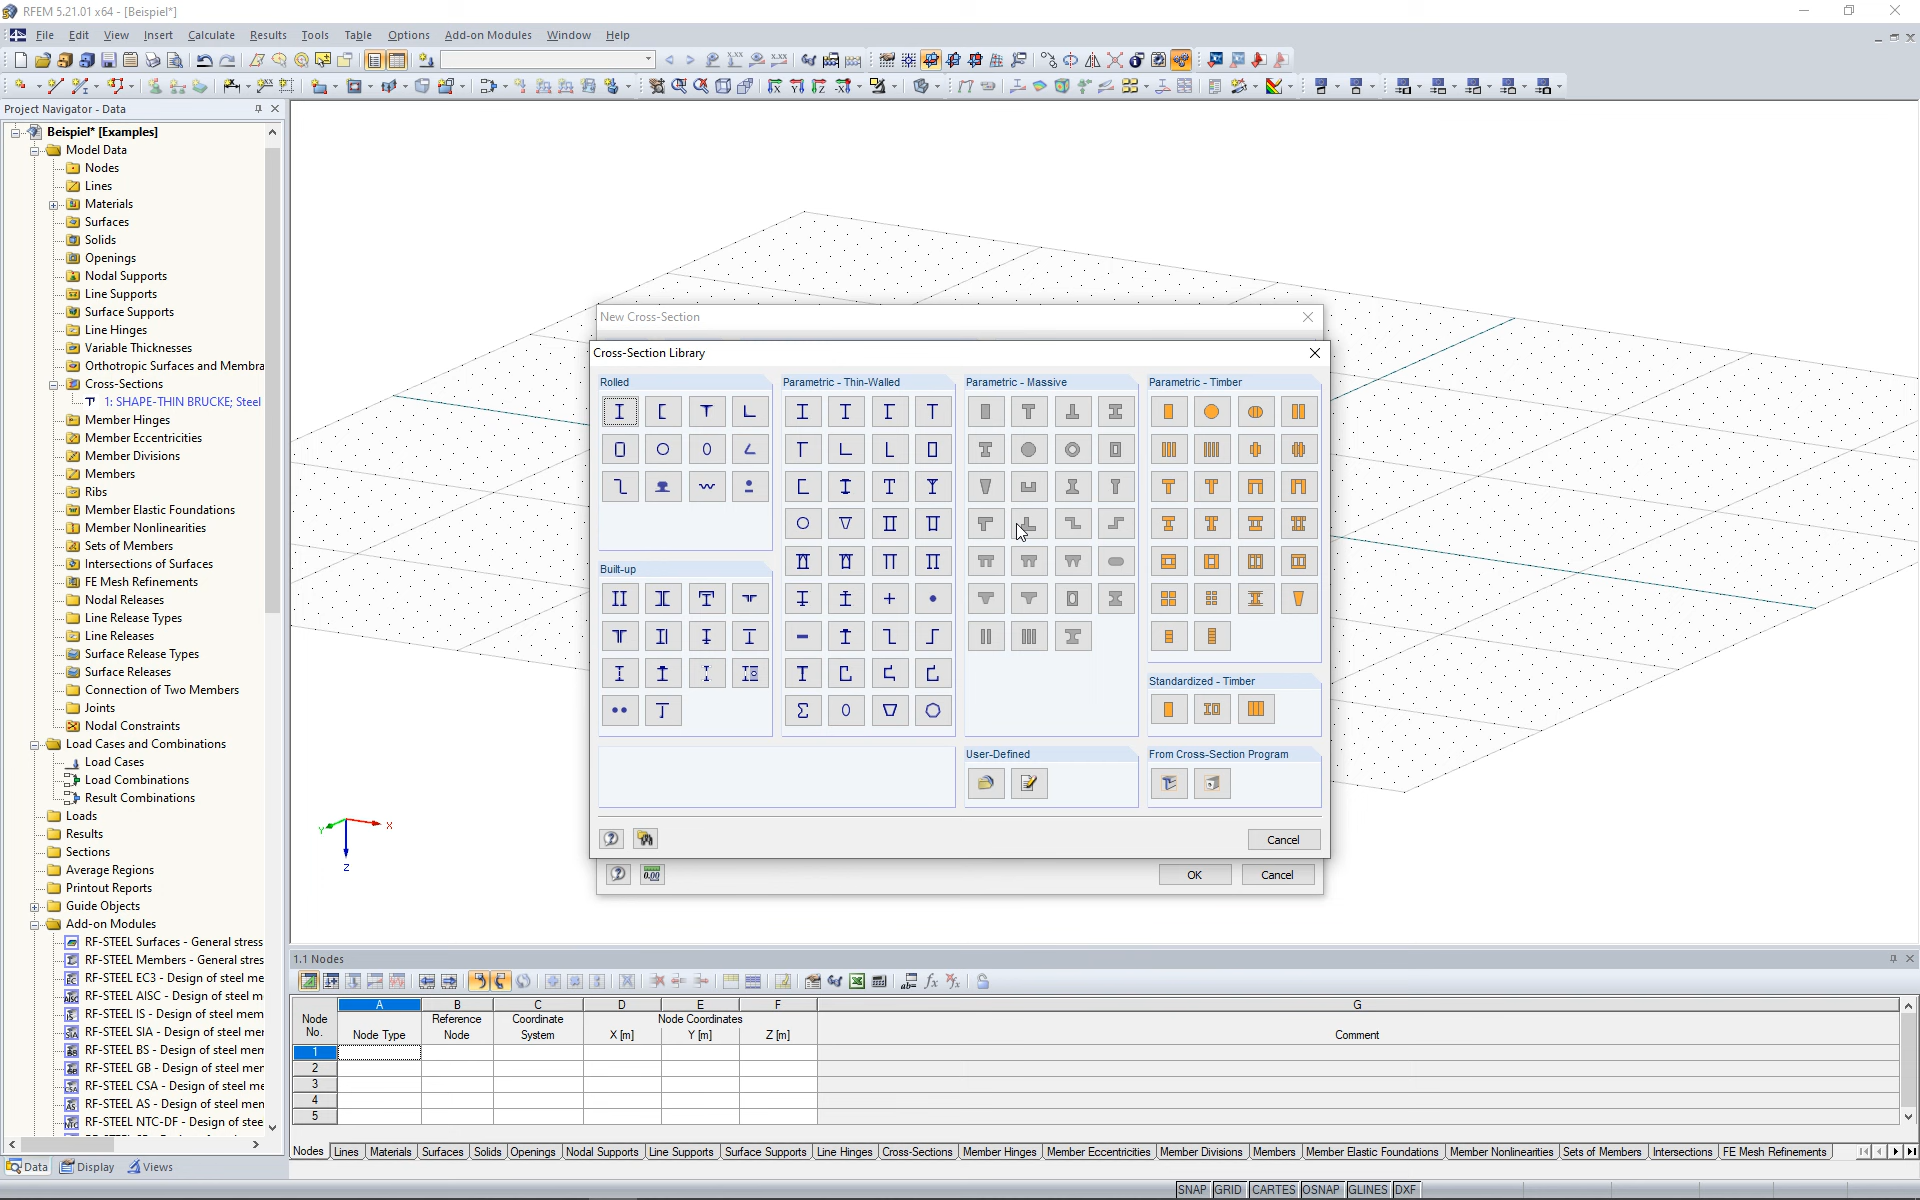 RFEM 5.21.01 x64 - [Beispiel*]
File Edit View Insert Calculate Results Tools Table Options Add-on Modules Window Help
Project Navigator - Data
Beispiel* [Examples]
Model Data
Nodes
Lines
Materials
Surfaces
Solids
Openings
Nodal Supports
Line Supports
Surface Supports
Line Hinges
Variable Thicknesses
Orthotropic Surfaces and Membra
Cross-Sections
1: SHAPE-THIN BRUCKE; Steel
Member Hinges
Member Eccentricities
Member Divisions
Members
Ribs
Member Elastic Foundations
Member Nonlinearities
Sets of Members
Intersections of Surfaces
FE Mesh Refinements
Nodal Releases
Line Release Types
Line Releases
Surface Release Types
Surface Releases
Connection of Two Members
Joints
Nodal Constraints
Load Cases and Combinations
Load Cases
Load Combinations
Result Combinations
Loads
Results
Sections
Average Regions
Printout Reports
Guide Objects
Add-on Modules
RF-STEEL Surfaces - General stress
RF-STEEL Members - General stres
RF-STEEL EC3 - Design of steel me
RF-STEEL AISC - Design of steel m
RF-STEEL IS - Design of steel mem
RF-STEEL SIA - Design of steel mer
RF-STEEL BS - Design of steel mem
RF-STEEL GB - Design of steel mem
RF-STEEL CSA - Design of steel me
RF-STEEL AS - Design of steel mem
RF-STEEL NTC-DF - Design of stee
Data Display Views
New Cross-Section
Cross-Section Library
Rolled
Parametric - Thin-Walled
Parametric - Massive
Parametric - Timber
Built-up
Standardized - Timber
User-Defined
From Cross-Section Program
Cancel
0.00
OK Cancel
X
Y
Z
1.1 Nodes
A B C D E F G
Node No.
Node Type
Reference Node
Coordinate System
Node Coordinates
X [m] Y [m] Z [m]
Comment
1
2
3
4
5
Nodes Lines Materials Surfaces Solids Openings Nodal Supports Line Supports Surface Supports Line Hinges Cross-Sections Member Hinges Member Eccentricities Member Divisions Members Member Elastic Foundations Member Nonlinearities Sets of Members Intersections FE Mesh Refinements
SNAP GRID CARTES OSNAP GLINES DXF